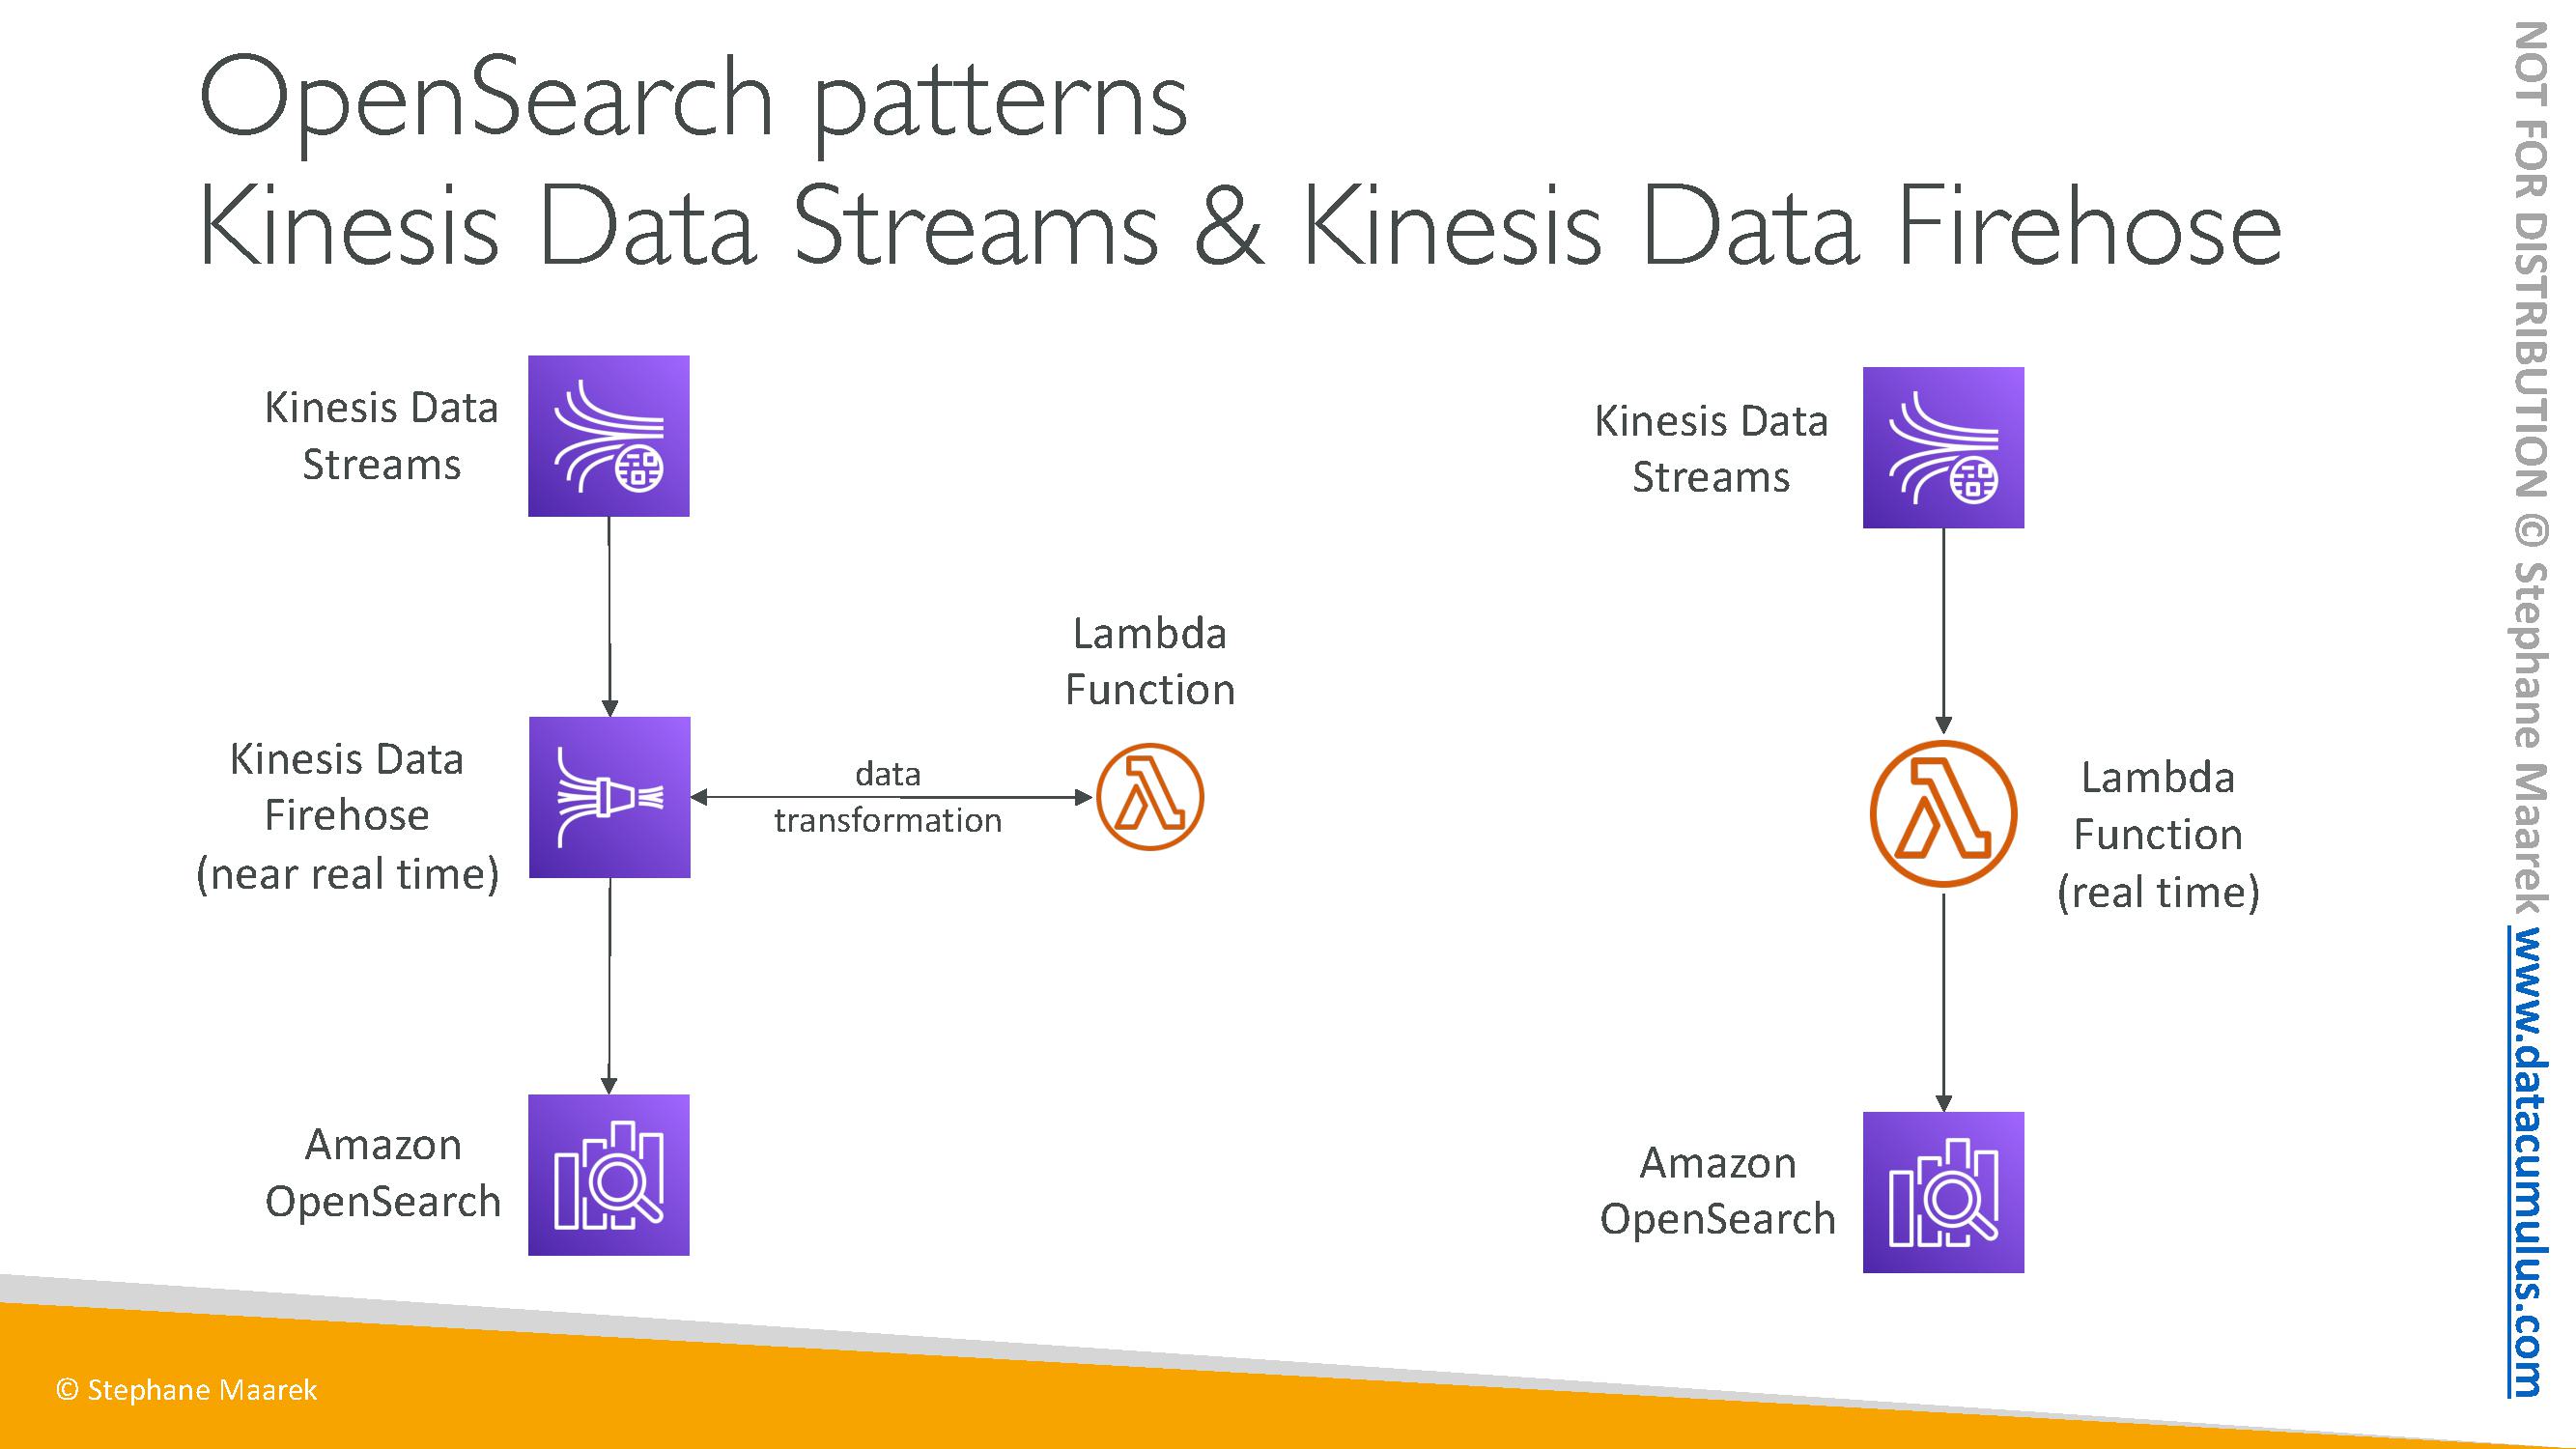 OpenSearch patterns
Kinesis Data Streams & Kinesis Data Firehose
Kinesis Data
Streams
Kinesis Data
Firehose
(near real time)
data
transformation
Lambda
Function
Amazon
OpenSearch
Kinesis Data
Streams
Lambda
Function
(real time)
Amazon
OpenSearch
© Stephane Maarek
NOT FOR DISTRIBUTION © Stephane Maarek www.datacumulus.com